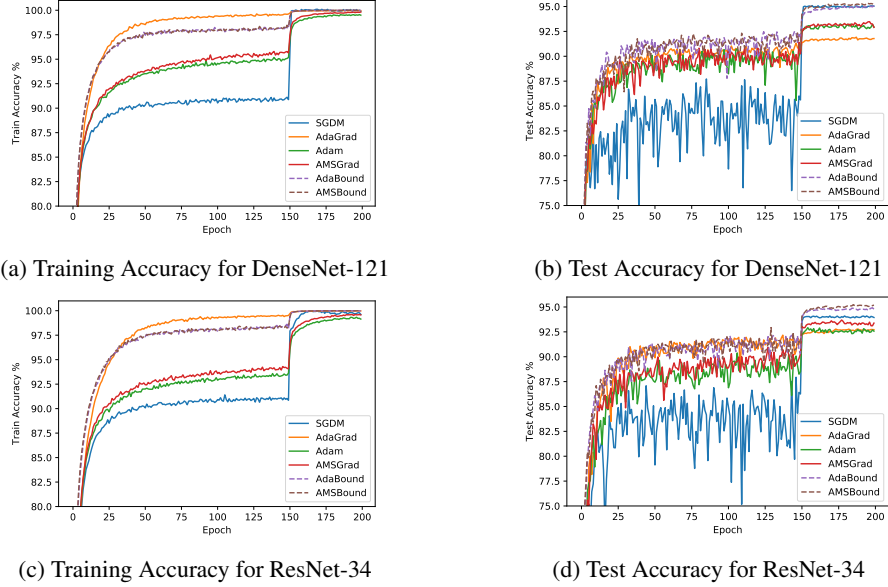 100.0
97.5
95.0
92.5
90.0
87.5
85.0
82.5
80.0
Train Accuracy %
0 25 50 75 100 125 150 175 200
Epoch
SGDM
AdaGrad
Adam
AMSGrad
AdaBound
AMSBound
(a) Training Accuracy for DenseNet-121
95.0
92.5
90.0
87.5
85.0
82.5
80.0
77.5
75.0
Test Accuracy %
0 25 50 75 100 125 150 175 200
Epoch
SGDM
AdaGrad
Adam
AMSGrad
AdaBound
AMSBound
(b) Test Accuracy for DenseNet-121
100.0
97.5
95.0
92.5
90.0
87.5
85.0
82.5
80.0
Train Accuracy %
0 25 50 75 100 125 150 175 200
Epoch
SGDM
AdaGrad
Adam
AMSGrad
AdaBound
AMSBound
(c) Training Accuracy for ResNet-34
95.0
92.5
90.0
87.5
85.0
82.5
80.0
77.5
75.0
Test Accuracy %
0 25 50 75 100 125 150 175 200
Epoch
SGDM
AdaGrad
Adam
AMSGrad
AdaBound
AMSBound
(d) Test Accuracy for ResNet-34